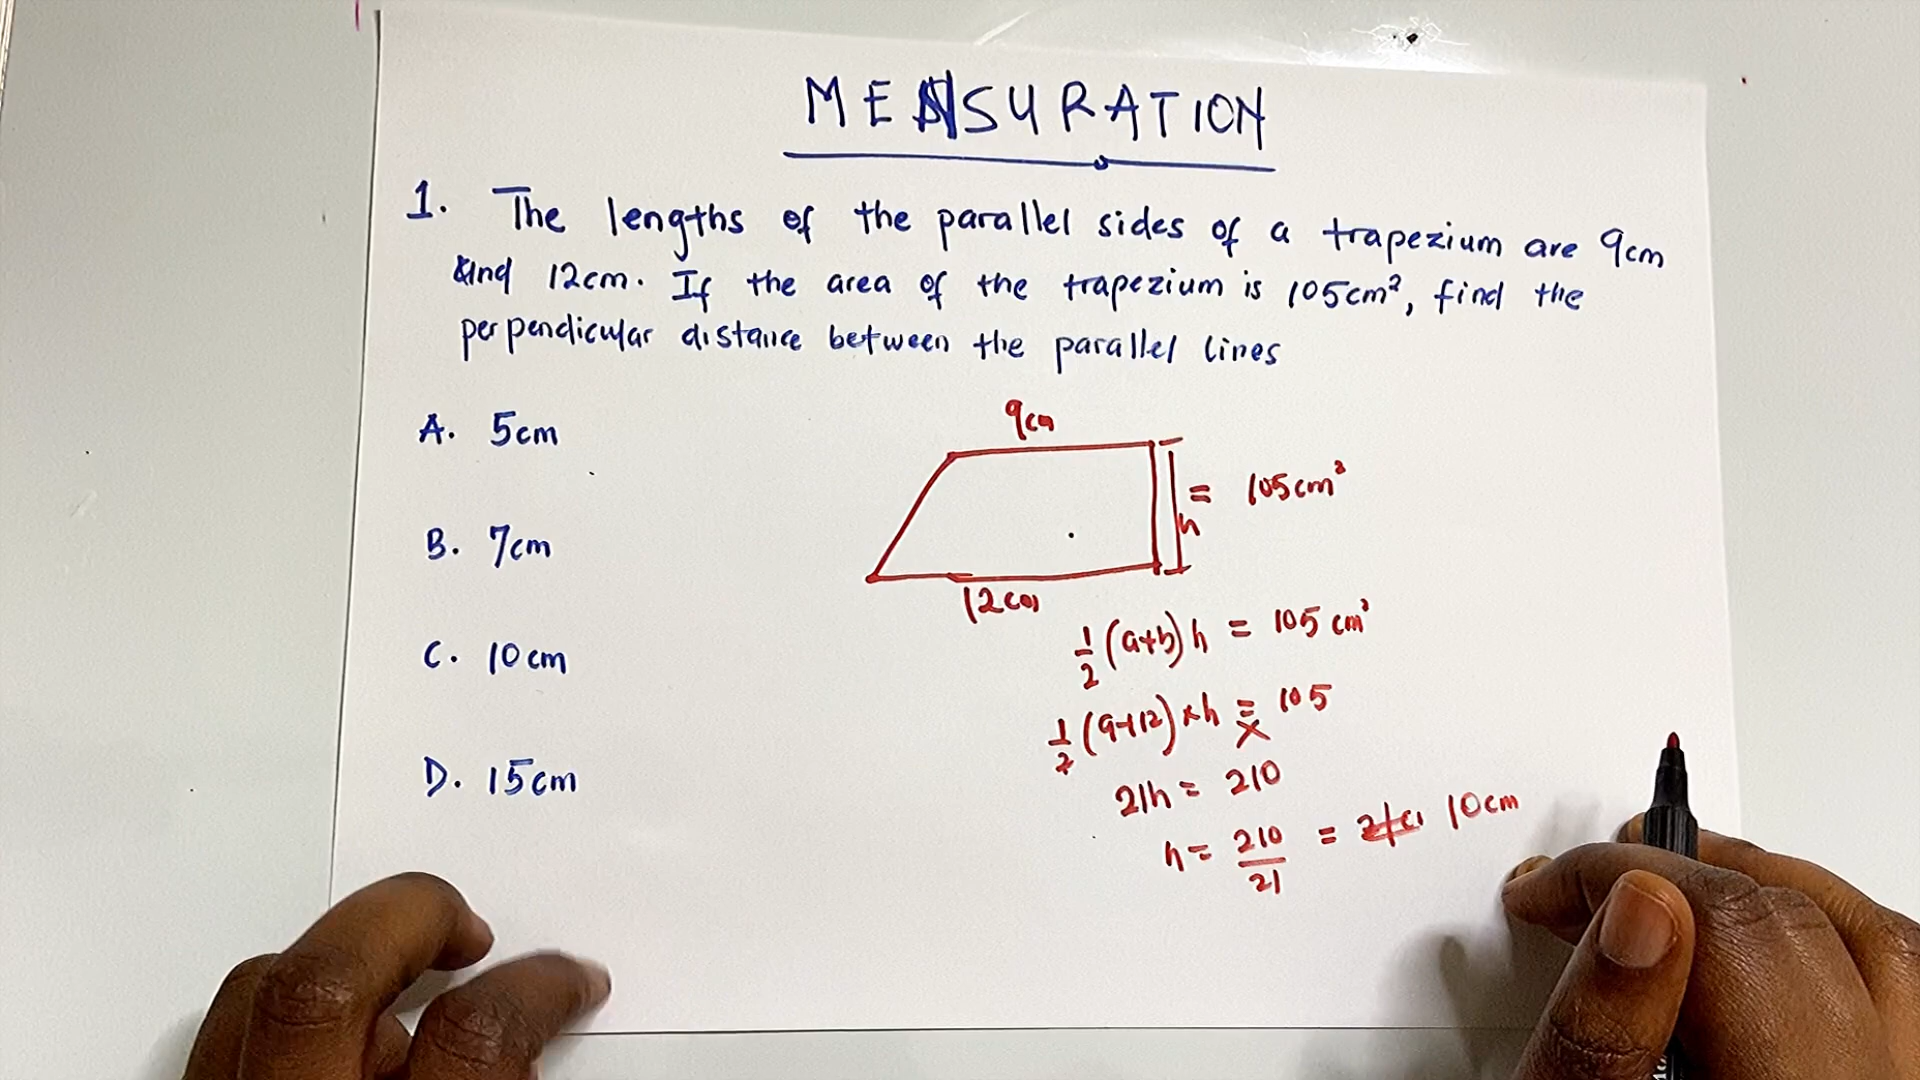 MENSURATION
1. The lengths of the parallel sides of a trapezium are 9cm
and 12cm. If the area of the trapezium is 105cm², find the
perpendicular distance between the parallel lines
A. 5cm
B. 7cm
C. 10cm
D. 15cm
9cm
= 105cm²
h
12cm
1/2 (a+b) h = 105 cm²
1/2 (9+12) × h = 105
21h = 210
h = 210/21 = 10cm